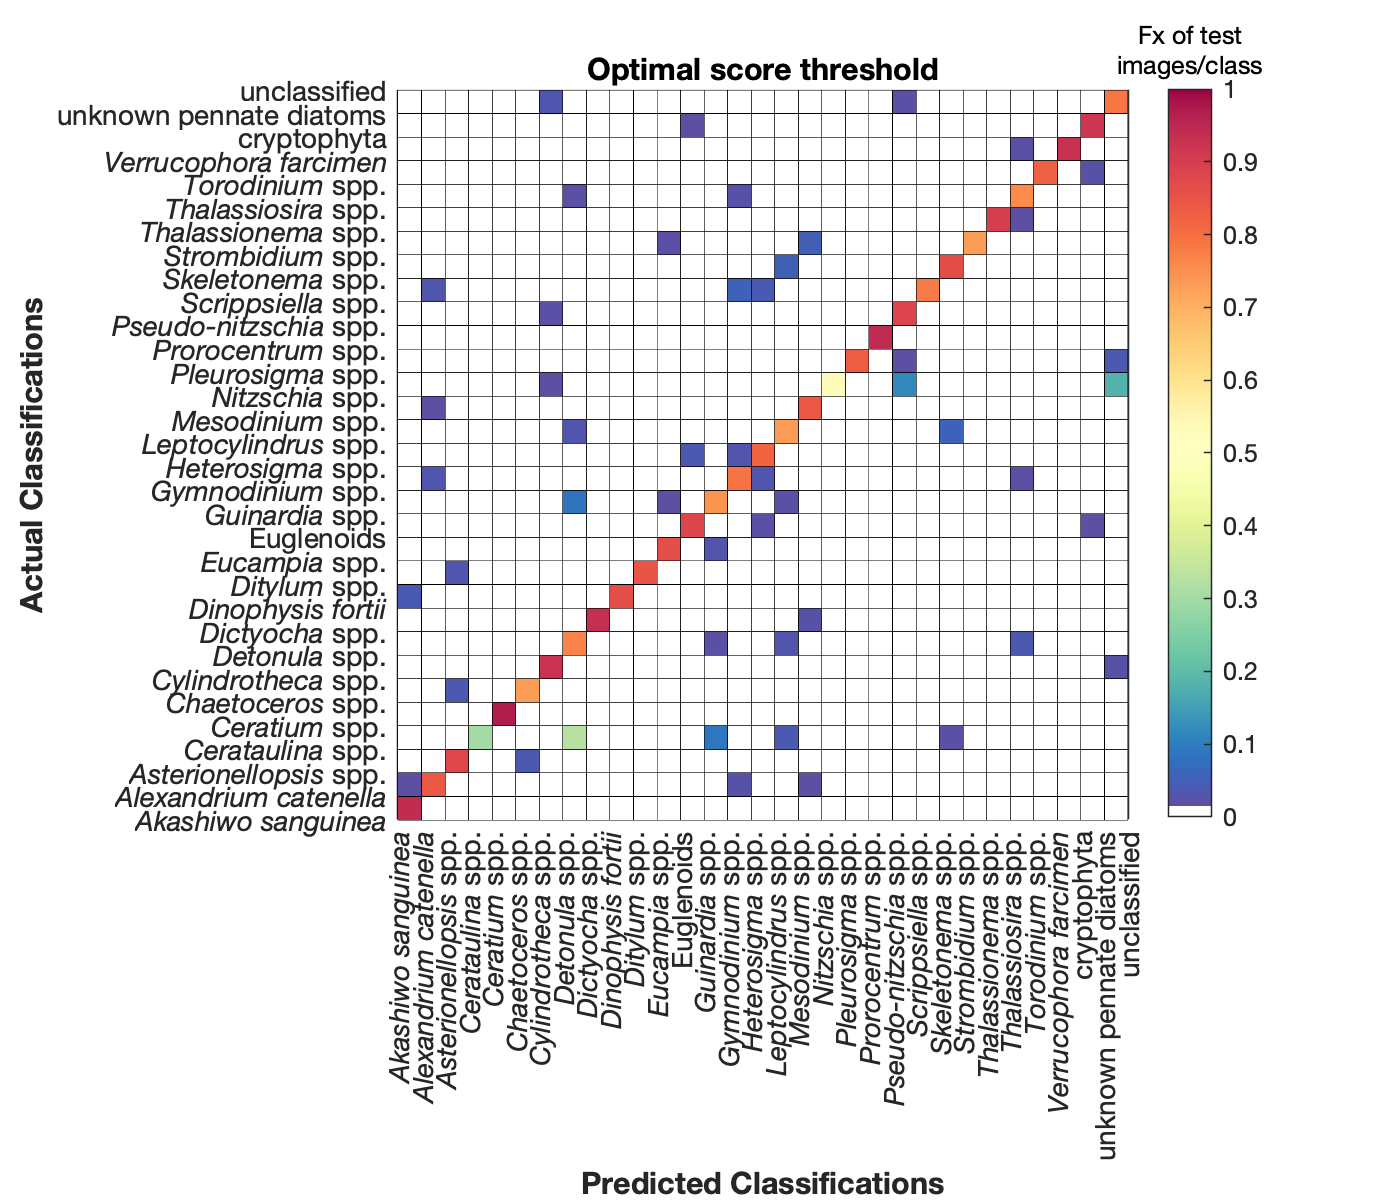 Fx of test
images/class
Optimal score threshold
unclassified
unknown pennate diatoms
cryptophyta
Verrucophora farcimen
Torodinium spp.
Thalassiosira spp.
Thalassionema spp.
Strombidium spp.
Skeletonema spp.
Scrippsiella spp.
Pseudo-nitzschia spp.
Prorocentrum spp.
Pleurosigma spp.
Nitzschia spp.
Mesodinium spp.
Leptocylindrus spp.
Heterosigma spp.
Gymnodinium spp.
Guinardia spp.
Euglenoids
Eucampia spp.
Ditylum spp.
Dinophysis fortii
Dictyocha spp.
Detonula spp.
Cylindrotheca spp.
Chaetoceros spp.
Ceratium spp.
Cerataulina spp.
Asterionellopsis spp.
Alexandrium catenella
Akashiwo sanguinea
Actual Classifications
1
0.9
0.8
0.7
0.6
0.5
0.4
0.3
0.2
0.1
0
Akashiwo sanguinea
Alexandrium catenella
Asterionellopsis spp.
Cerataulina spp.
Ceratium spp.
Chaetoceros spp.
Cylindrotheca spp.
Detonula spp.
Dictyocha spp.
Dinophysis fortii
Ditylum spp.
Eucampia spp.
Euglenoids
Guinardia spp.
Gymnodinium spp.
Heterosigma spp.
Leptocylindrus spp.
Mesodinium spp.
Nitzschia spp.
Pleurosigma spp.
Prorocentrum spp.
Pseudo-nitzschia spp.
Scrippsiella spp.
Skeletonema spp.
Strombidium spp.
Thalassionema spp.
Thalassiosira spp.
Torodinium spp.
Verrucophora farcimen
cryptophyta
unknown pennate diatoms
unclassified
Predicted Classifications